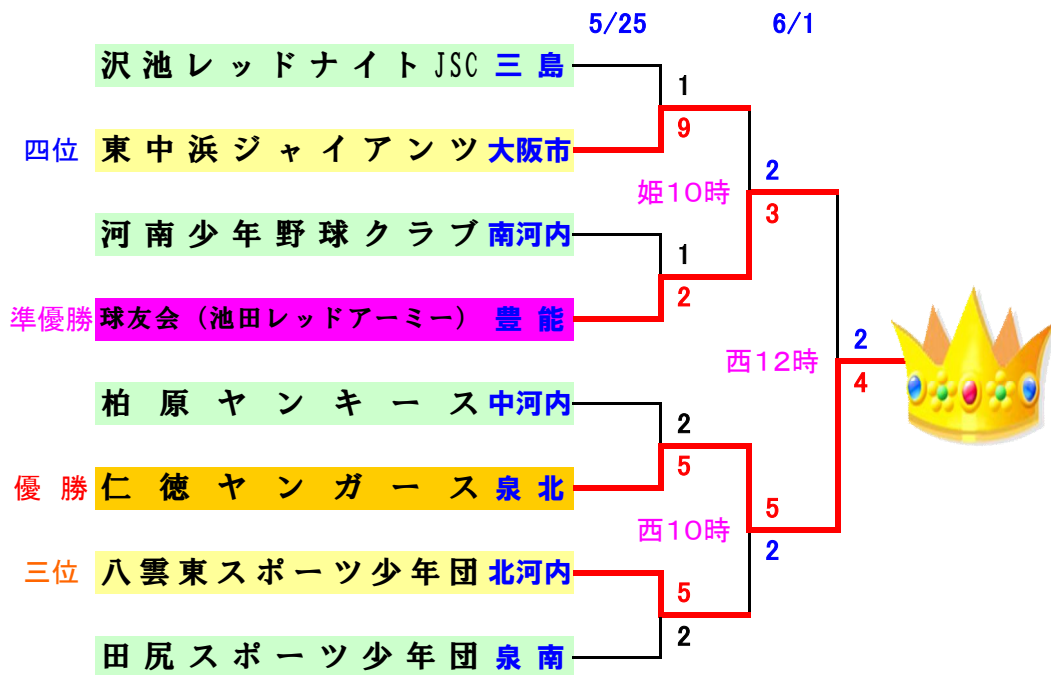 5/25 6/1
沢池レッドナイトJSC 三島
1
四位 東中浜ジャイアンツ 大阪市
9
2
姫10時
3
河南少年野球クラブ 南河内
1
2
準優勝 球友会（池田レッドアーミー） 豊能
2
西12時
4
柏原ヤンキース 中河内
2
5
優勝 仁徳ヤンガース 泉北
5
西10時
2
三位 八雲東スポーツ少年団 北河内
5
2
田尻スポーツ少年団 泉南